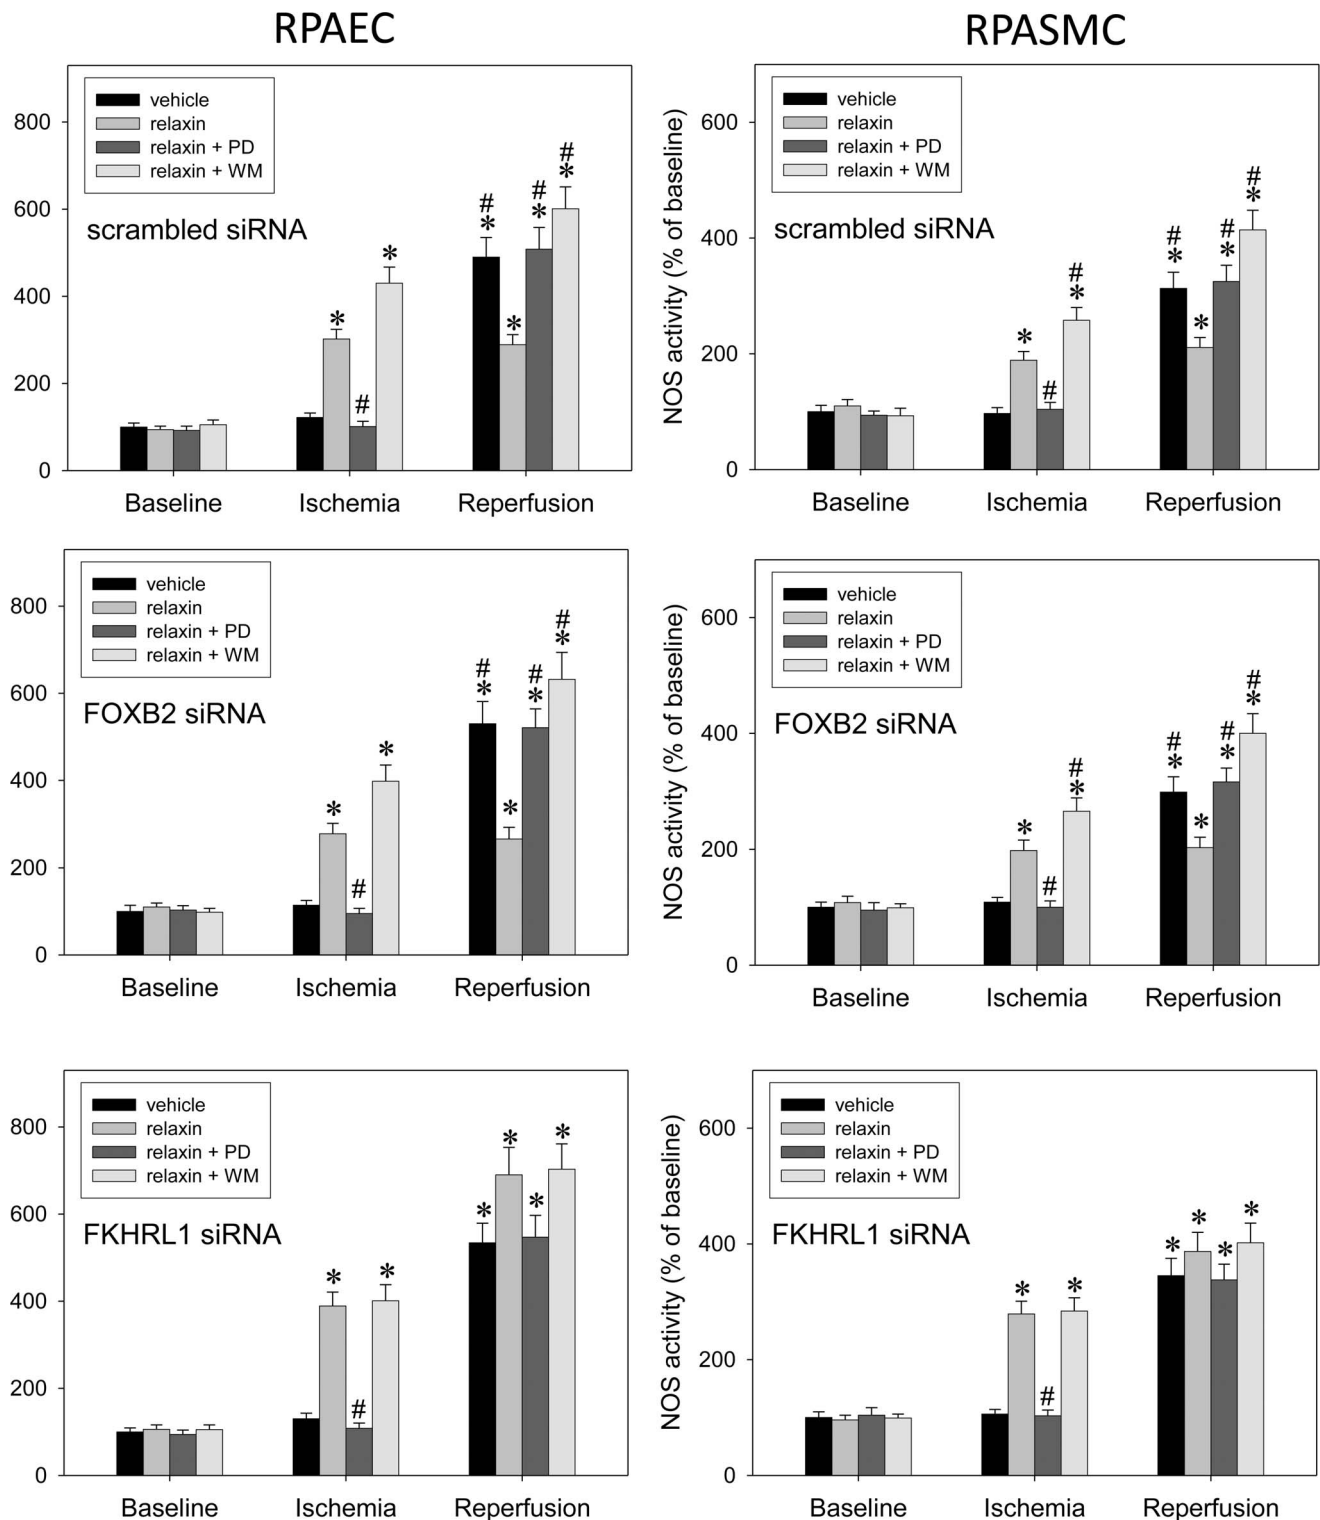 RPAEC
RPASMC
vehicle
relaxin
relaxin + PD
relaxin + WM
scrambled siRNA
800
600
400
200
0
# * # * # *
* # * *
Baseline Ischemia Reperfusion
NOS activity (% of baseline)
vehicle
relaxin
relaxin + PD
relaxin + WM
scrambled siRNA
600
400
200
0
# * # * # *
* # # * *
Baseline Ischemia Reperfusion
vehicle
relaxin
relaxin + PD
relaxin + WM
FOXB2 siRNA
800
600
400
200
0
# * # * # *
* # * *
Baseline Ischemia Reperfusion
NOS activity (% of baseline)
vehicle
relaxin
relaxin + PD
relaxin + WM
FOXB2 siRNA
600
400
200
0
# * # * # *
* # # * *
Baseline Ischemia Reperfusion
vehicle
relaxin
relaxin + PD
relaxin + WM
FKHRL1 siRNA
800
600
400
200
0
* * * *
* # *
Baseline Ischemia Reperfusion
NOS activity (% of baseline)
vehicle
relaxin
relaxin + PD
relaxin + WM
FKHRL1 siRNA
600
400
200
0
* * * *
* # *
Baseline Ischemia Reperfusion